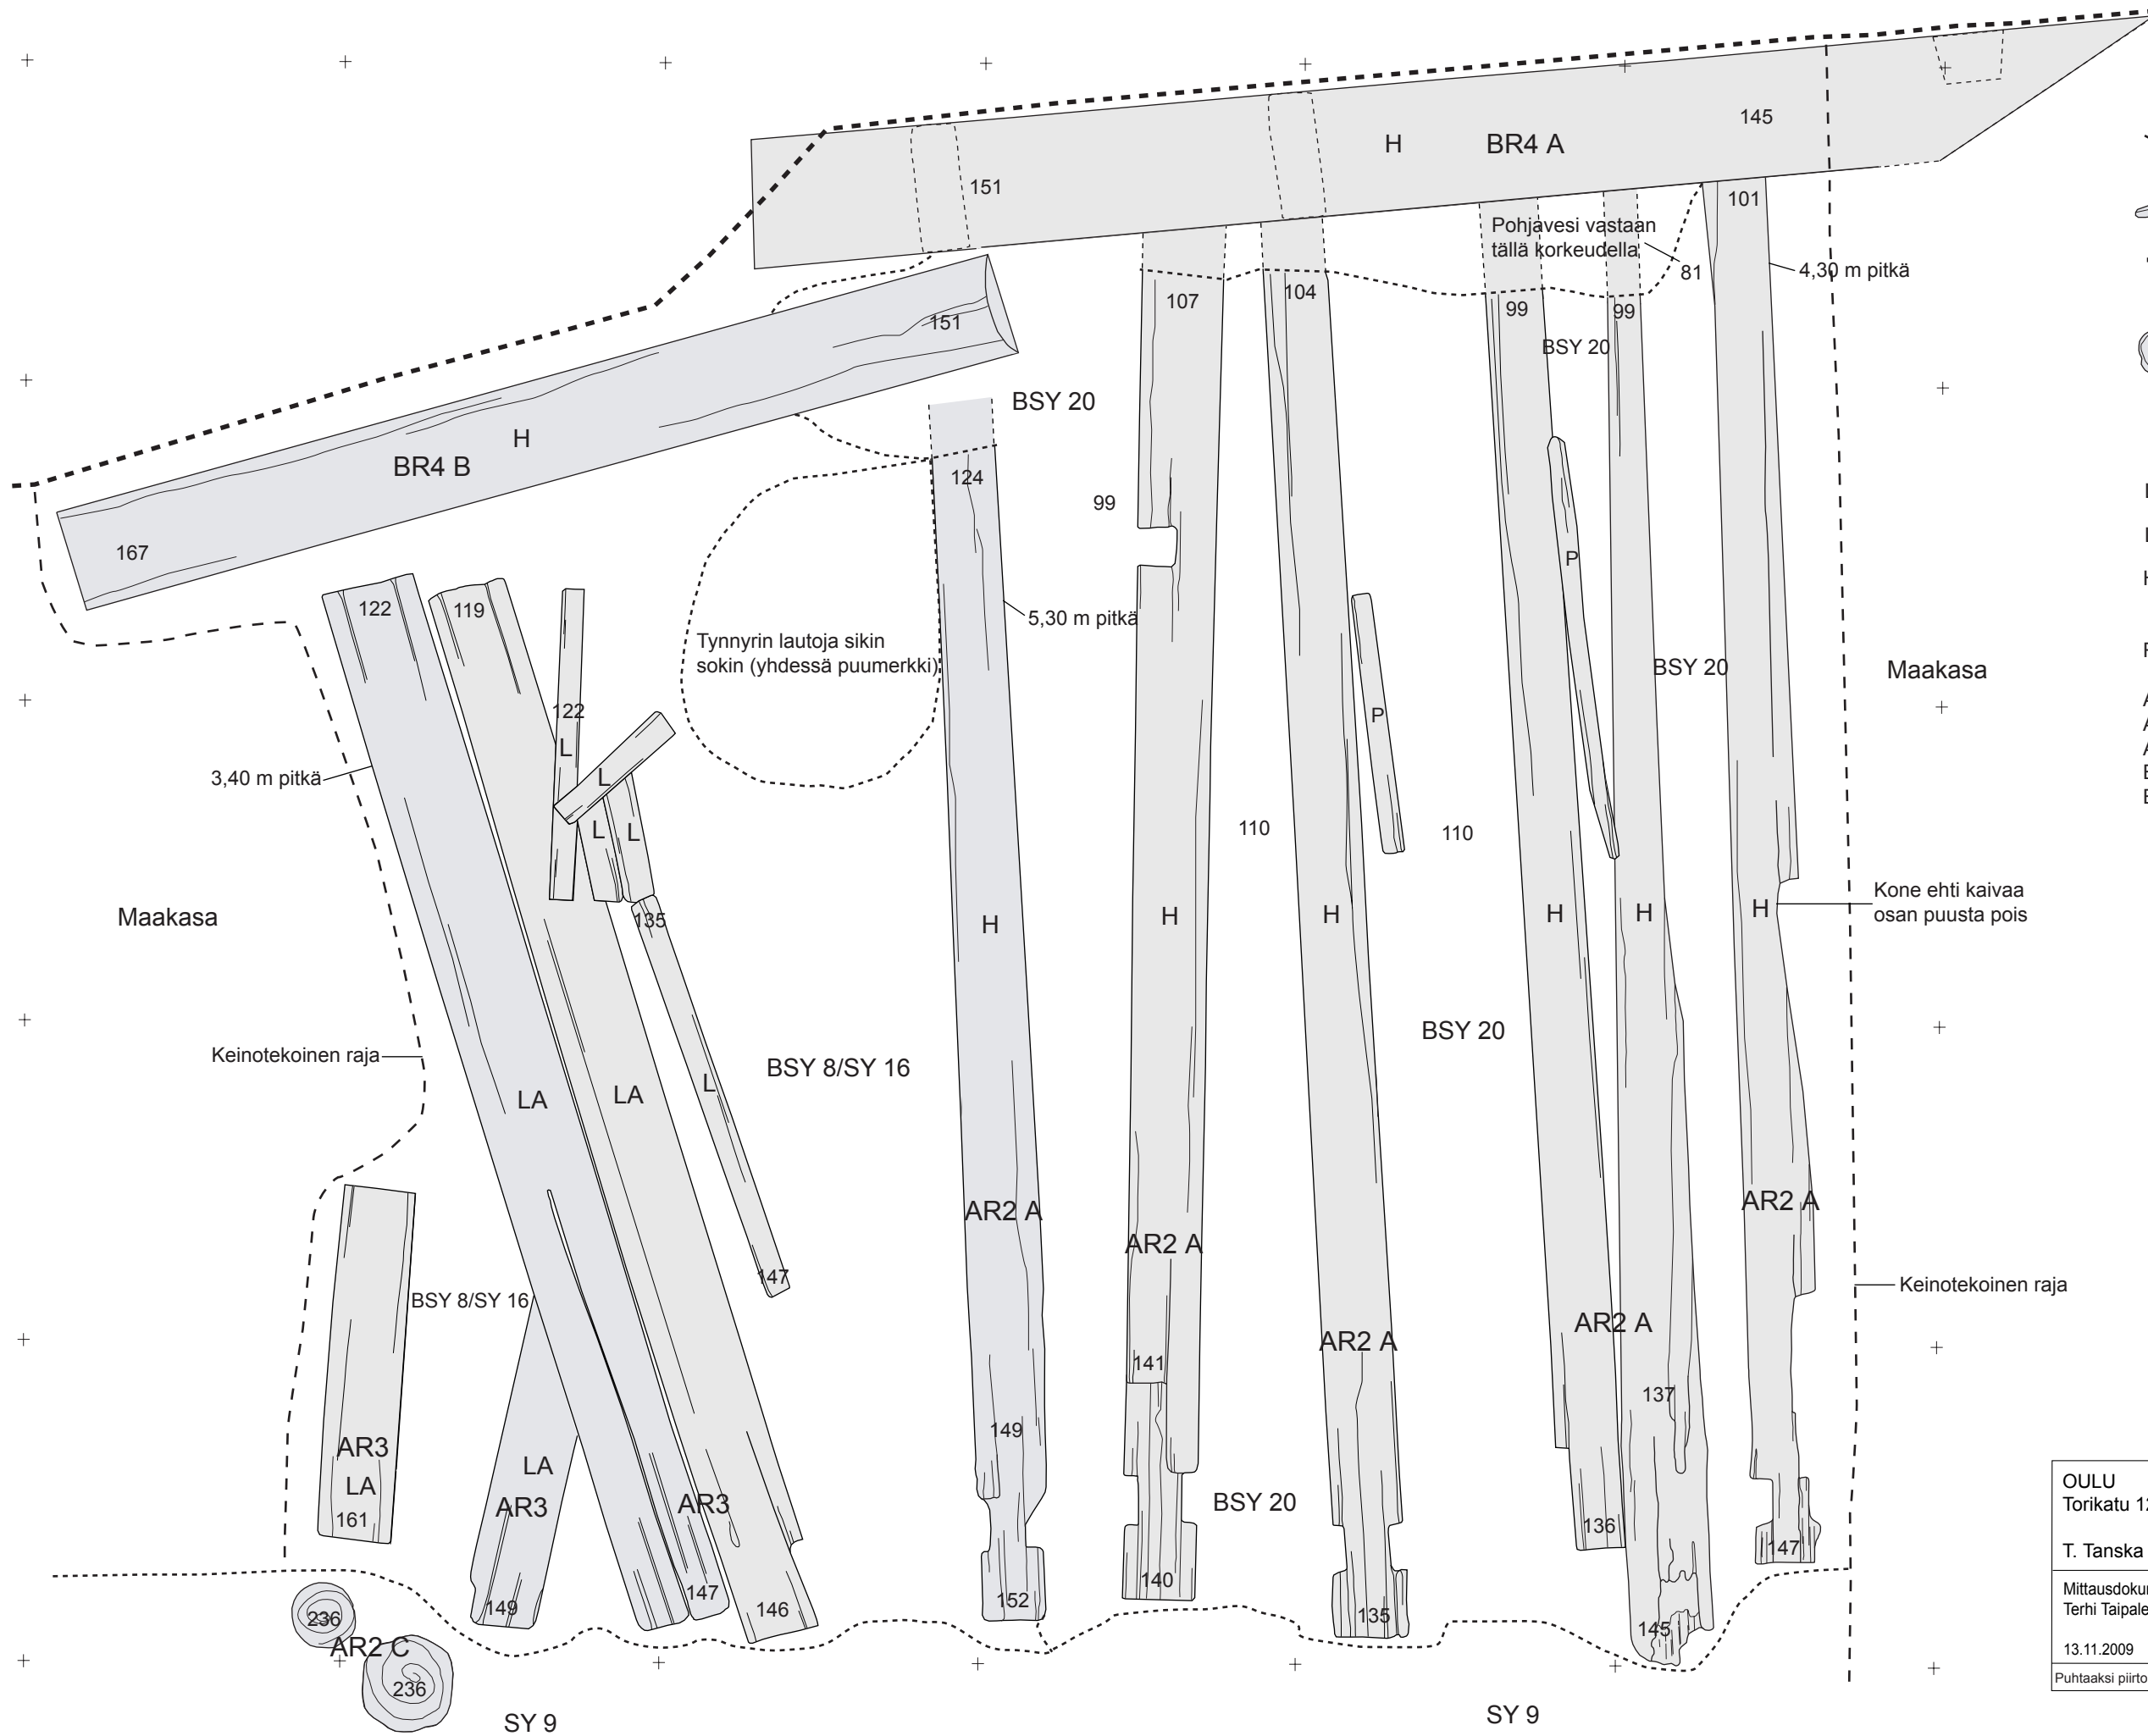 145
H
BR4 A
151
101
Pohjavesi vastaan
tällä korkeudella
81
4,30 m pitkä
107
104
99
99
151
BSY 20
BSY 20
H
BR4 B
124
99
167
P
122
119
5,30 m pitkä
Tynnyrin lautoja sikin
sokin (yhdessä puumerkki)
BSY 20
Maakasa
122
L
P
3,40 m pitkä
L
L
L
110
110
Maakasa
135
H
H
H
H
H
H
Kone ehti kaivaa
osan puusta pois
Keinotekoinen raja
BSY 8/SY 16
BSY 20
L
LA
LA
AR2 A
AR2 A
AR2 A
147
BSY 8/SY 16
Keinotekoinen raja
AR2 A
AR2 A
141
137
149
AR3
LA
LA
AR3
AR3
161
BSY 20
136
147
OULU
Torikatu
T. Tanska
Terhi Taipale
13.11.2009
Puhtaaksi piirto
149
147
146
152
140
135
145
236
AR2 C
236
SY 9
SY 9